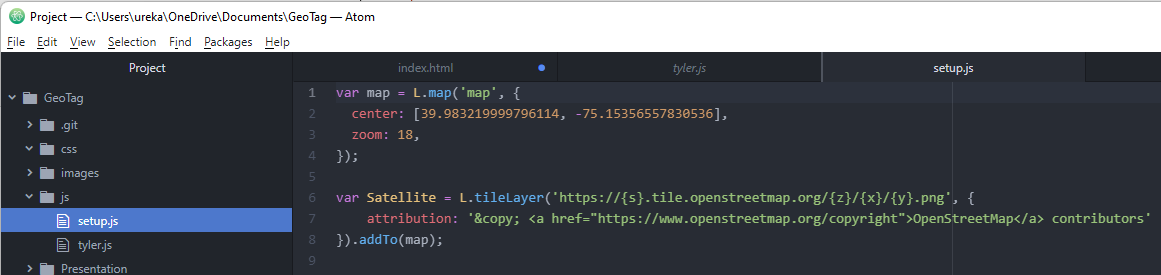 Project — C:\Users\ureka\OneDrive\Documents\GeoTag — Atom
File Edit View Selection Find Packages Help
Project
index.html tyler.js setup.js
GeoTag
.git
css
images
js
setup.js
tyler.js
Presentation
1 var map = L.map('map', {
2 center: [39.983219999796114, -75.15356557830536],
3 zoom: 18,
4 });
5
6 var Satellite = L.tileLayer('https://{s}.tile.openstreetmap.org/{z}/{x}/{y}.png', {
7 attribution: '&copy; <a href="https://www.openstreetmap.org/copyright">OpenStreetMap</a> contributors'
8 }).addTo(map);
9